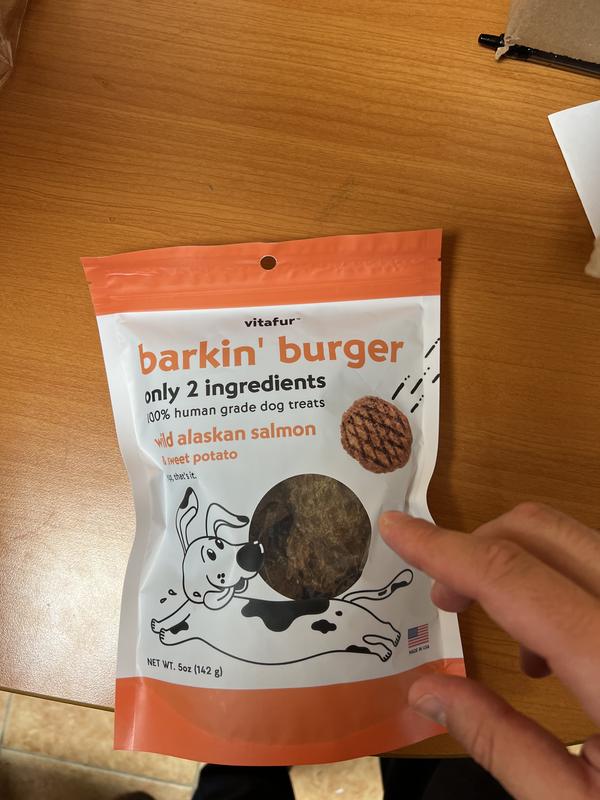 vitafur™
barkin' burger
only 2 ingredients
100% human grade dog treats
wild alaskan salmon
& sweet potato
that's it.
NET WT. 5oz (142 g)
MADE IN USA